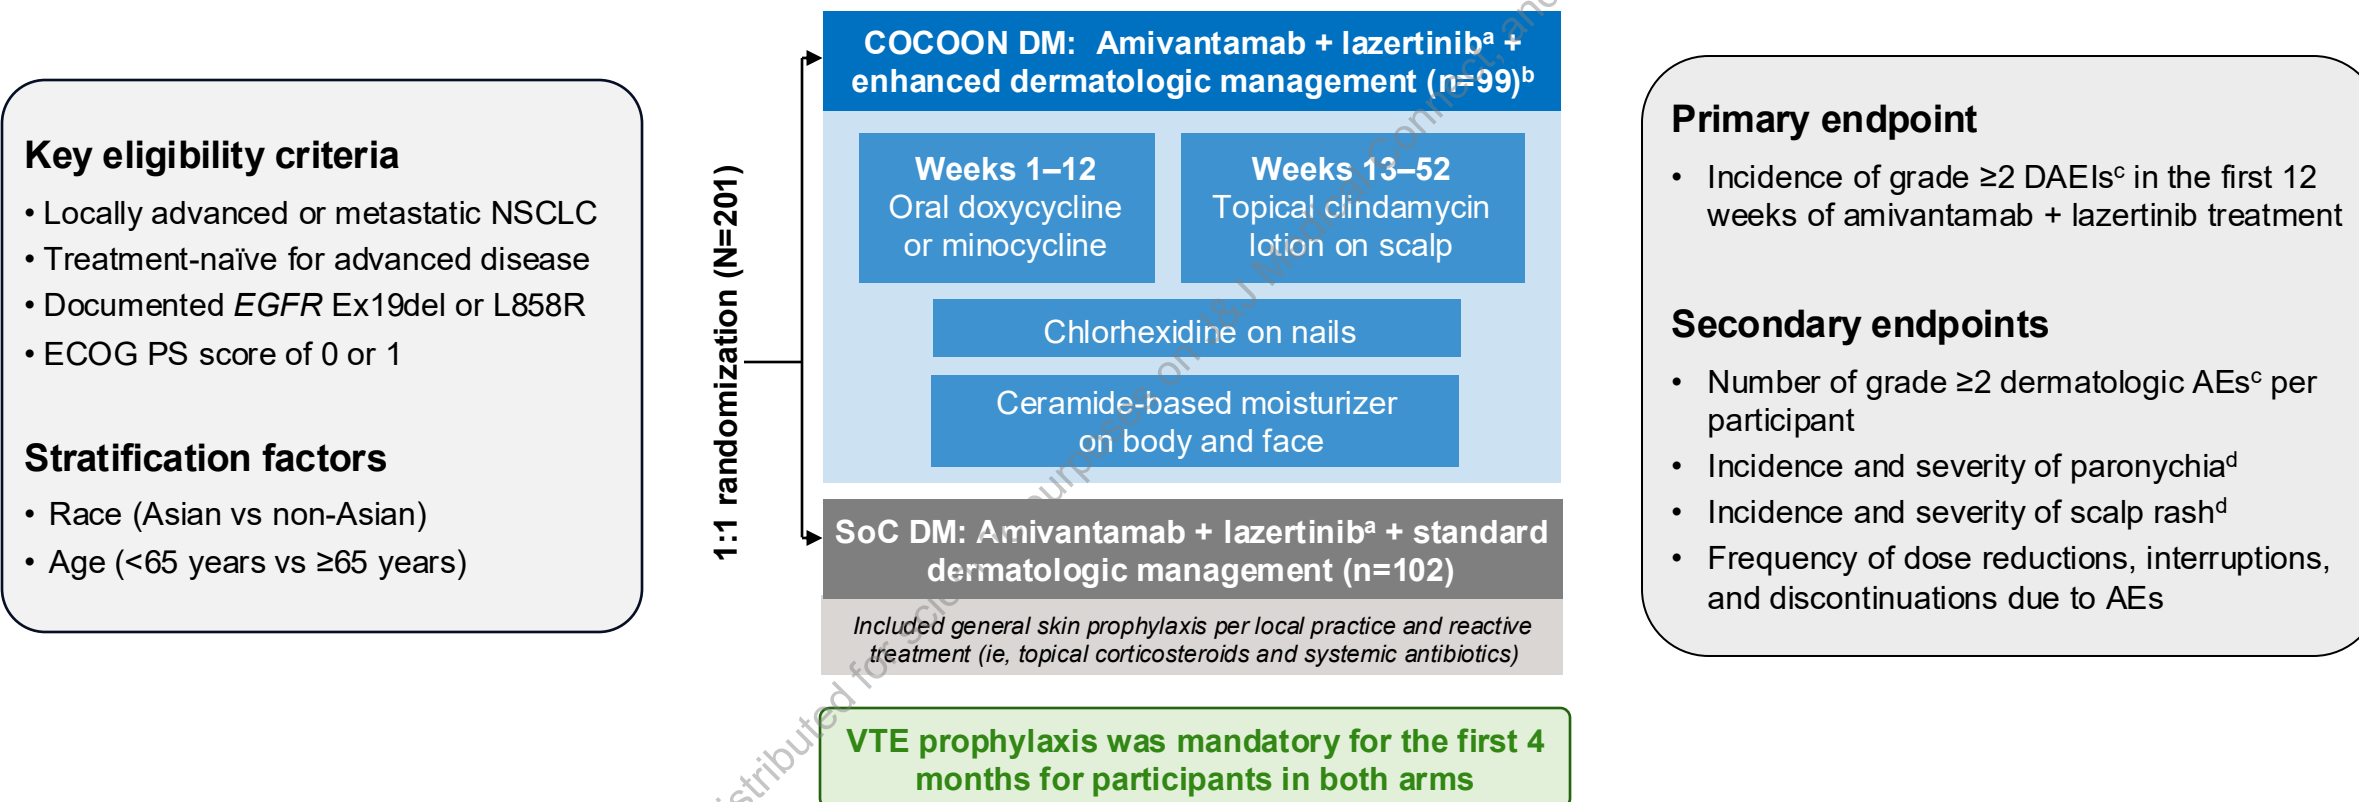 Key eligibility criteria
• Locally advanced or metastatic NSCLC
• Treatment-naïve for advanced disease
• Documented EGFR Ex19del or L858R
• ECOG PS score of 0 or 1
Stratification factors
• Race (Asian vs non-Asian)
• Age (<65 years vs ≥65 years)
1:1 randomization (N=201)
COCOON DM: Amivantamab + lazertinibᵃ +
enhanced dermatologic management (n=99)ᵇ
Weeks 1–12
Oral doxycycline
or minocycline
Weeks 13–52
Topical clindamycin
lotion on scalp
Chlorhexidine on nails
Ceramide-based moisturizer
on body and face
SoC DM: Amivantamab + lazertinibᵃ + standard
dermatologic management (n=102)
Included general skin prophylaxis per local practice and reactive
treatment (ie, topical corticosteroids and systemic antibiotics)
VTE prophylaxis was mandatory for the first 4
months for participants in both arms
Primary endpoint
• Incidence of grade ≥2 DAEIsᶜ in the first 12
weeks of amivantamab + lazertinib treatment
Secondary endpoints
• Number of grade ≥2 dermatologic AEsᶜ per
participant
• Incidence and severity of paronychiaᵈ
• Incidence and severity of scalp rashᵈ
• Frequency of dose reductions, interruptions,
and discontinuations due to AEs